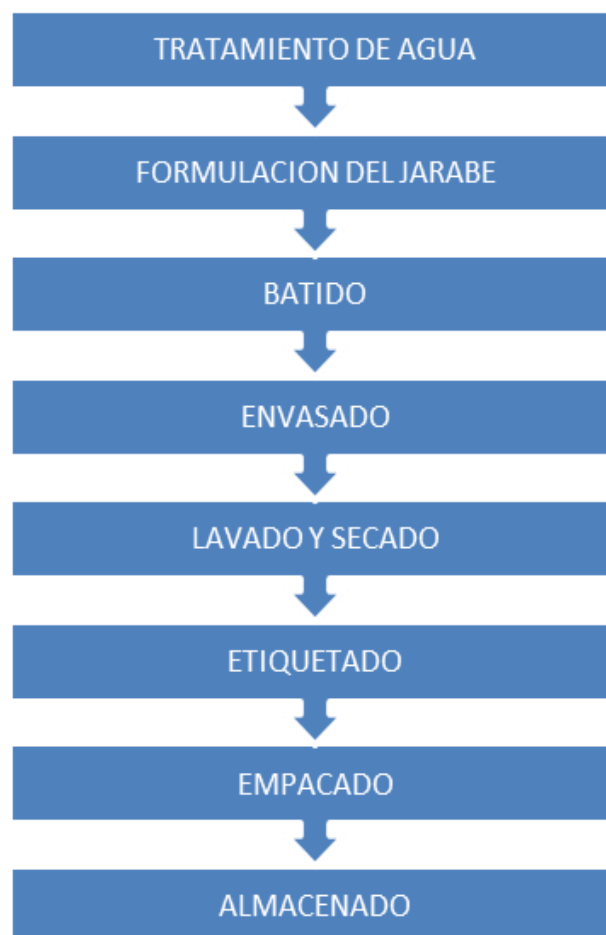 TRATAMIENTO DE AGUA
FORMULACION DEL JARABE
BATIDO
ENVASADO
LAVADO Y SECADO
ETIQUETADO
EMPACADO
ALMACENADO